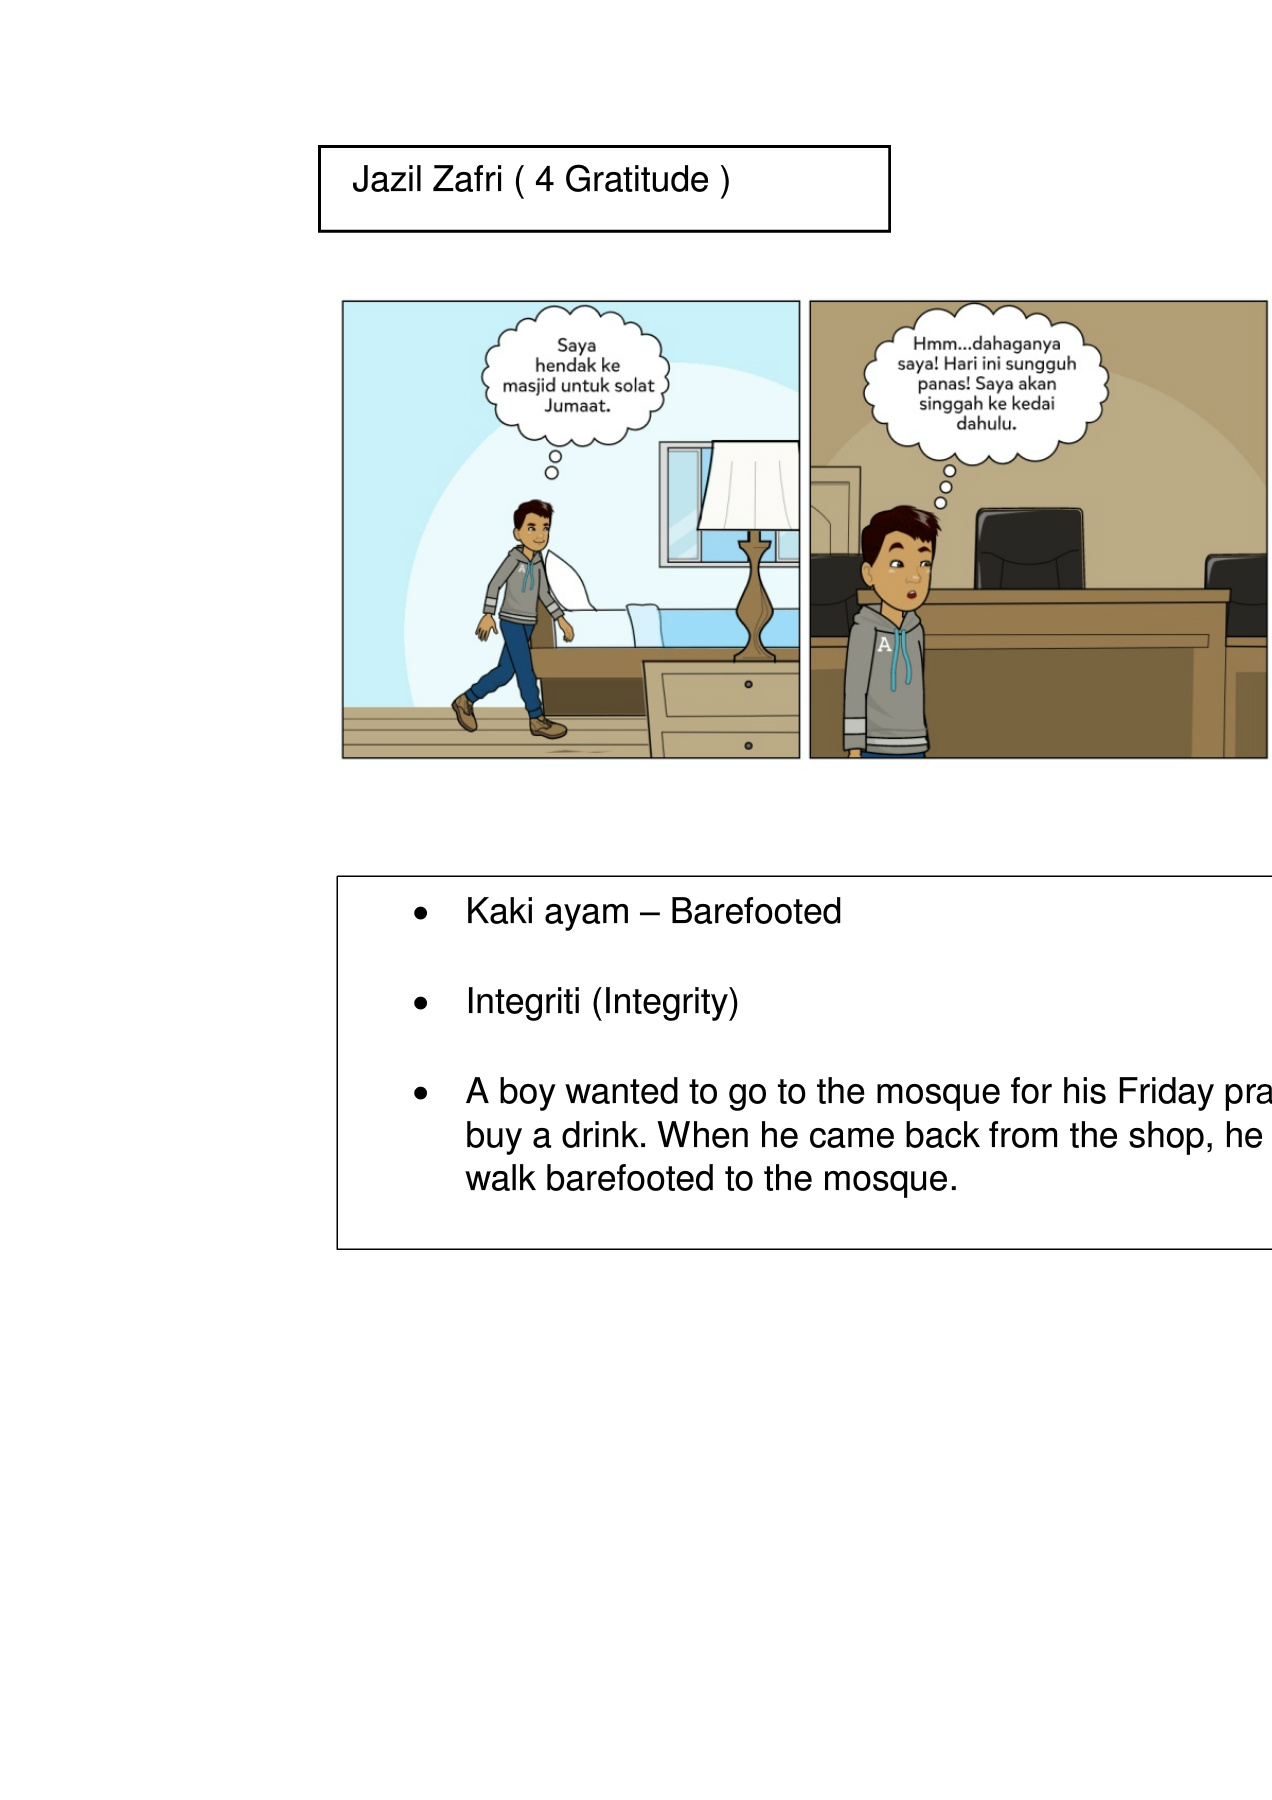 Jazil Zafri ( 4 Gratitude )
Saya
hendak ke
masjid untuk solat
Jumaat.
Hmm...dahaganya
saya! Hari ini sungguh
panas! Saya akan
singgah ke kedai
dahulu.
A
A
• Kaki ayam – Barefooted
• Integriti (Integrity)
• A boy wanted to go to the mosque for his Friday pra
buy a drink. When he came back from the shop, he
walk barefooted to the mosque.